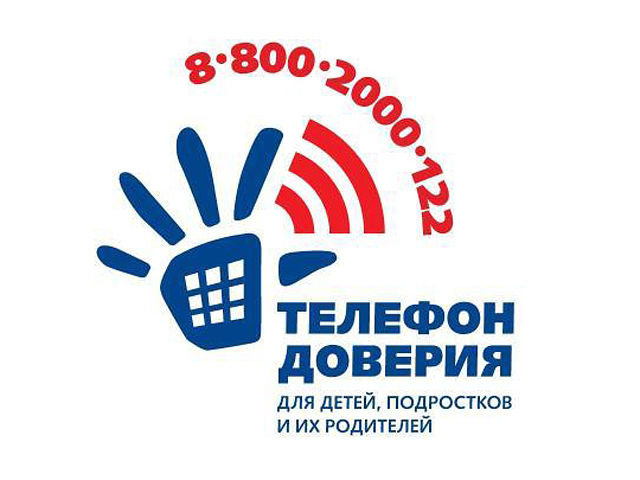 8·800·2000·122
ТЕЛЕФОН
ДОВЕРИЯ
ДЛЯ ДЕТЕЙ, ПОДРОСТКОВ
И ИХ РОДИТЕЛЕЙ